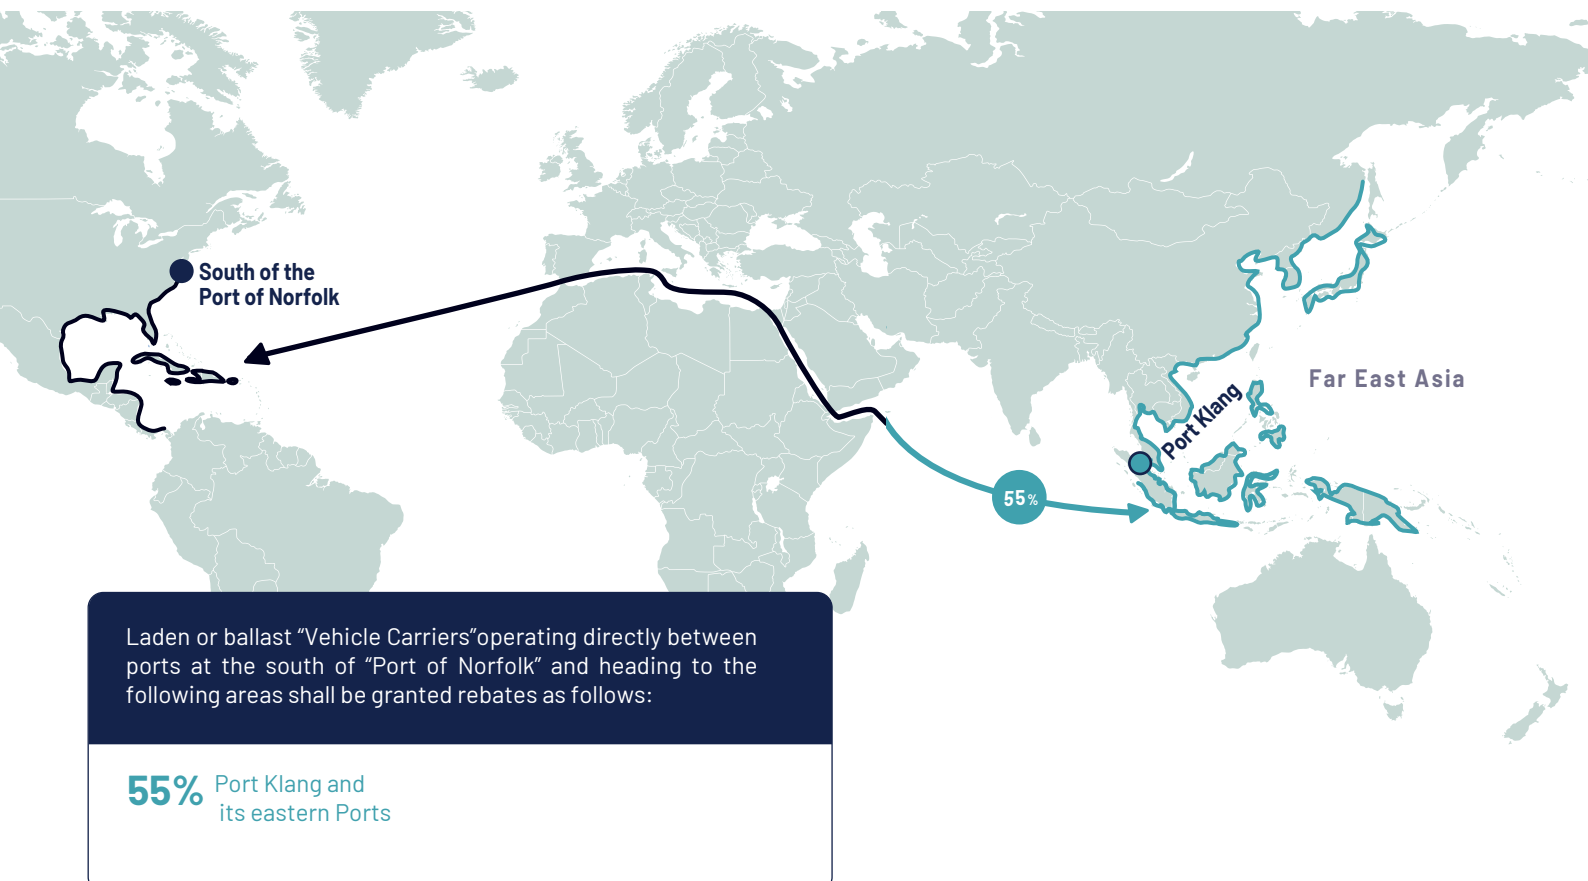 South of the
Port of Norfolk
Far East Asia
Port Klang
55%
Laden or ballast “Vehicle Carriers”operating directly between
ports at the south of “Port of Norfolk” and heading to the
following areas shall be granted rebates as follows:
55% Port Klang and
its eastern Ports